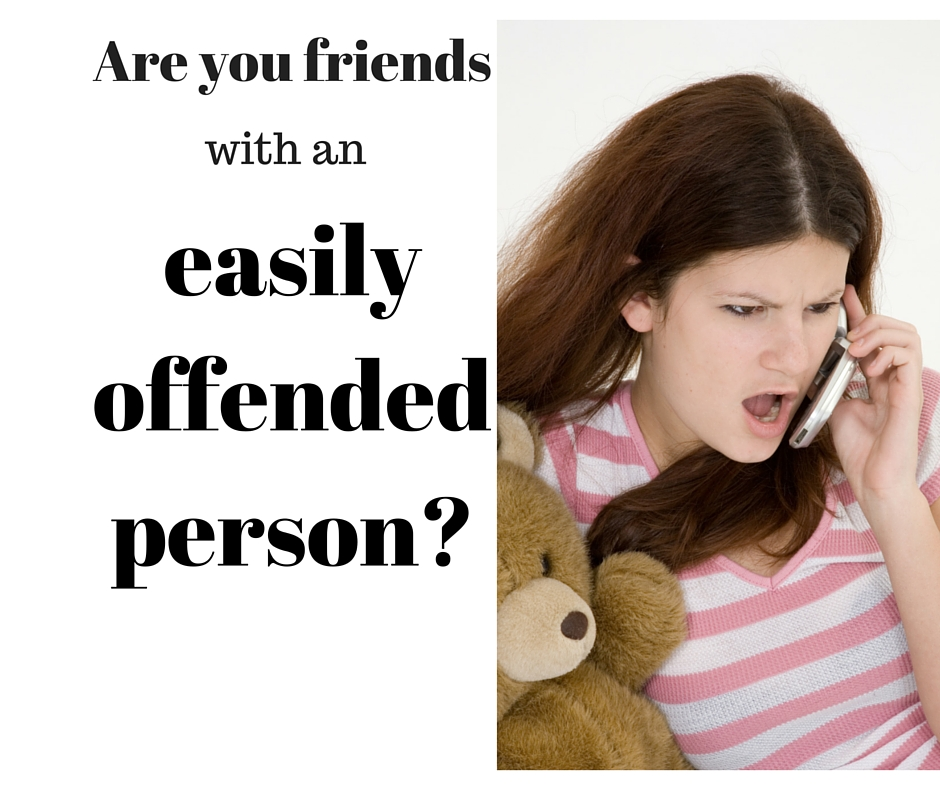 Are you friends
with an
easily
offended
person?